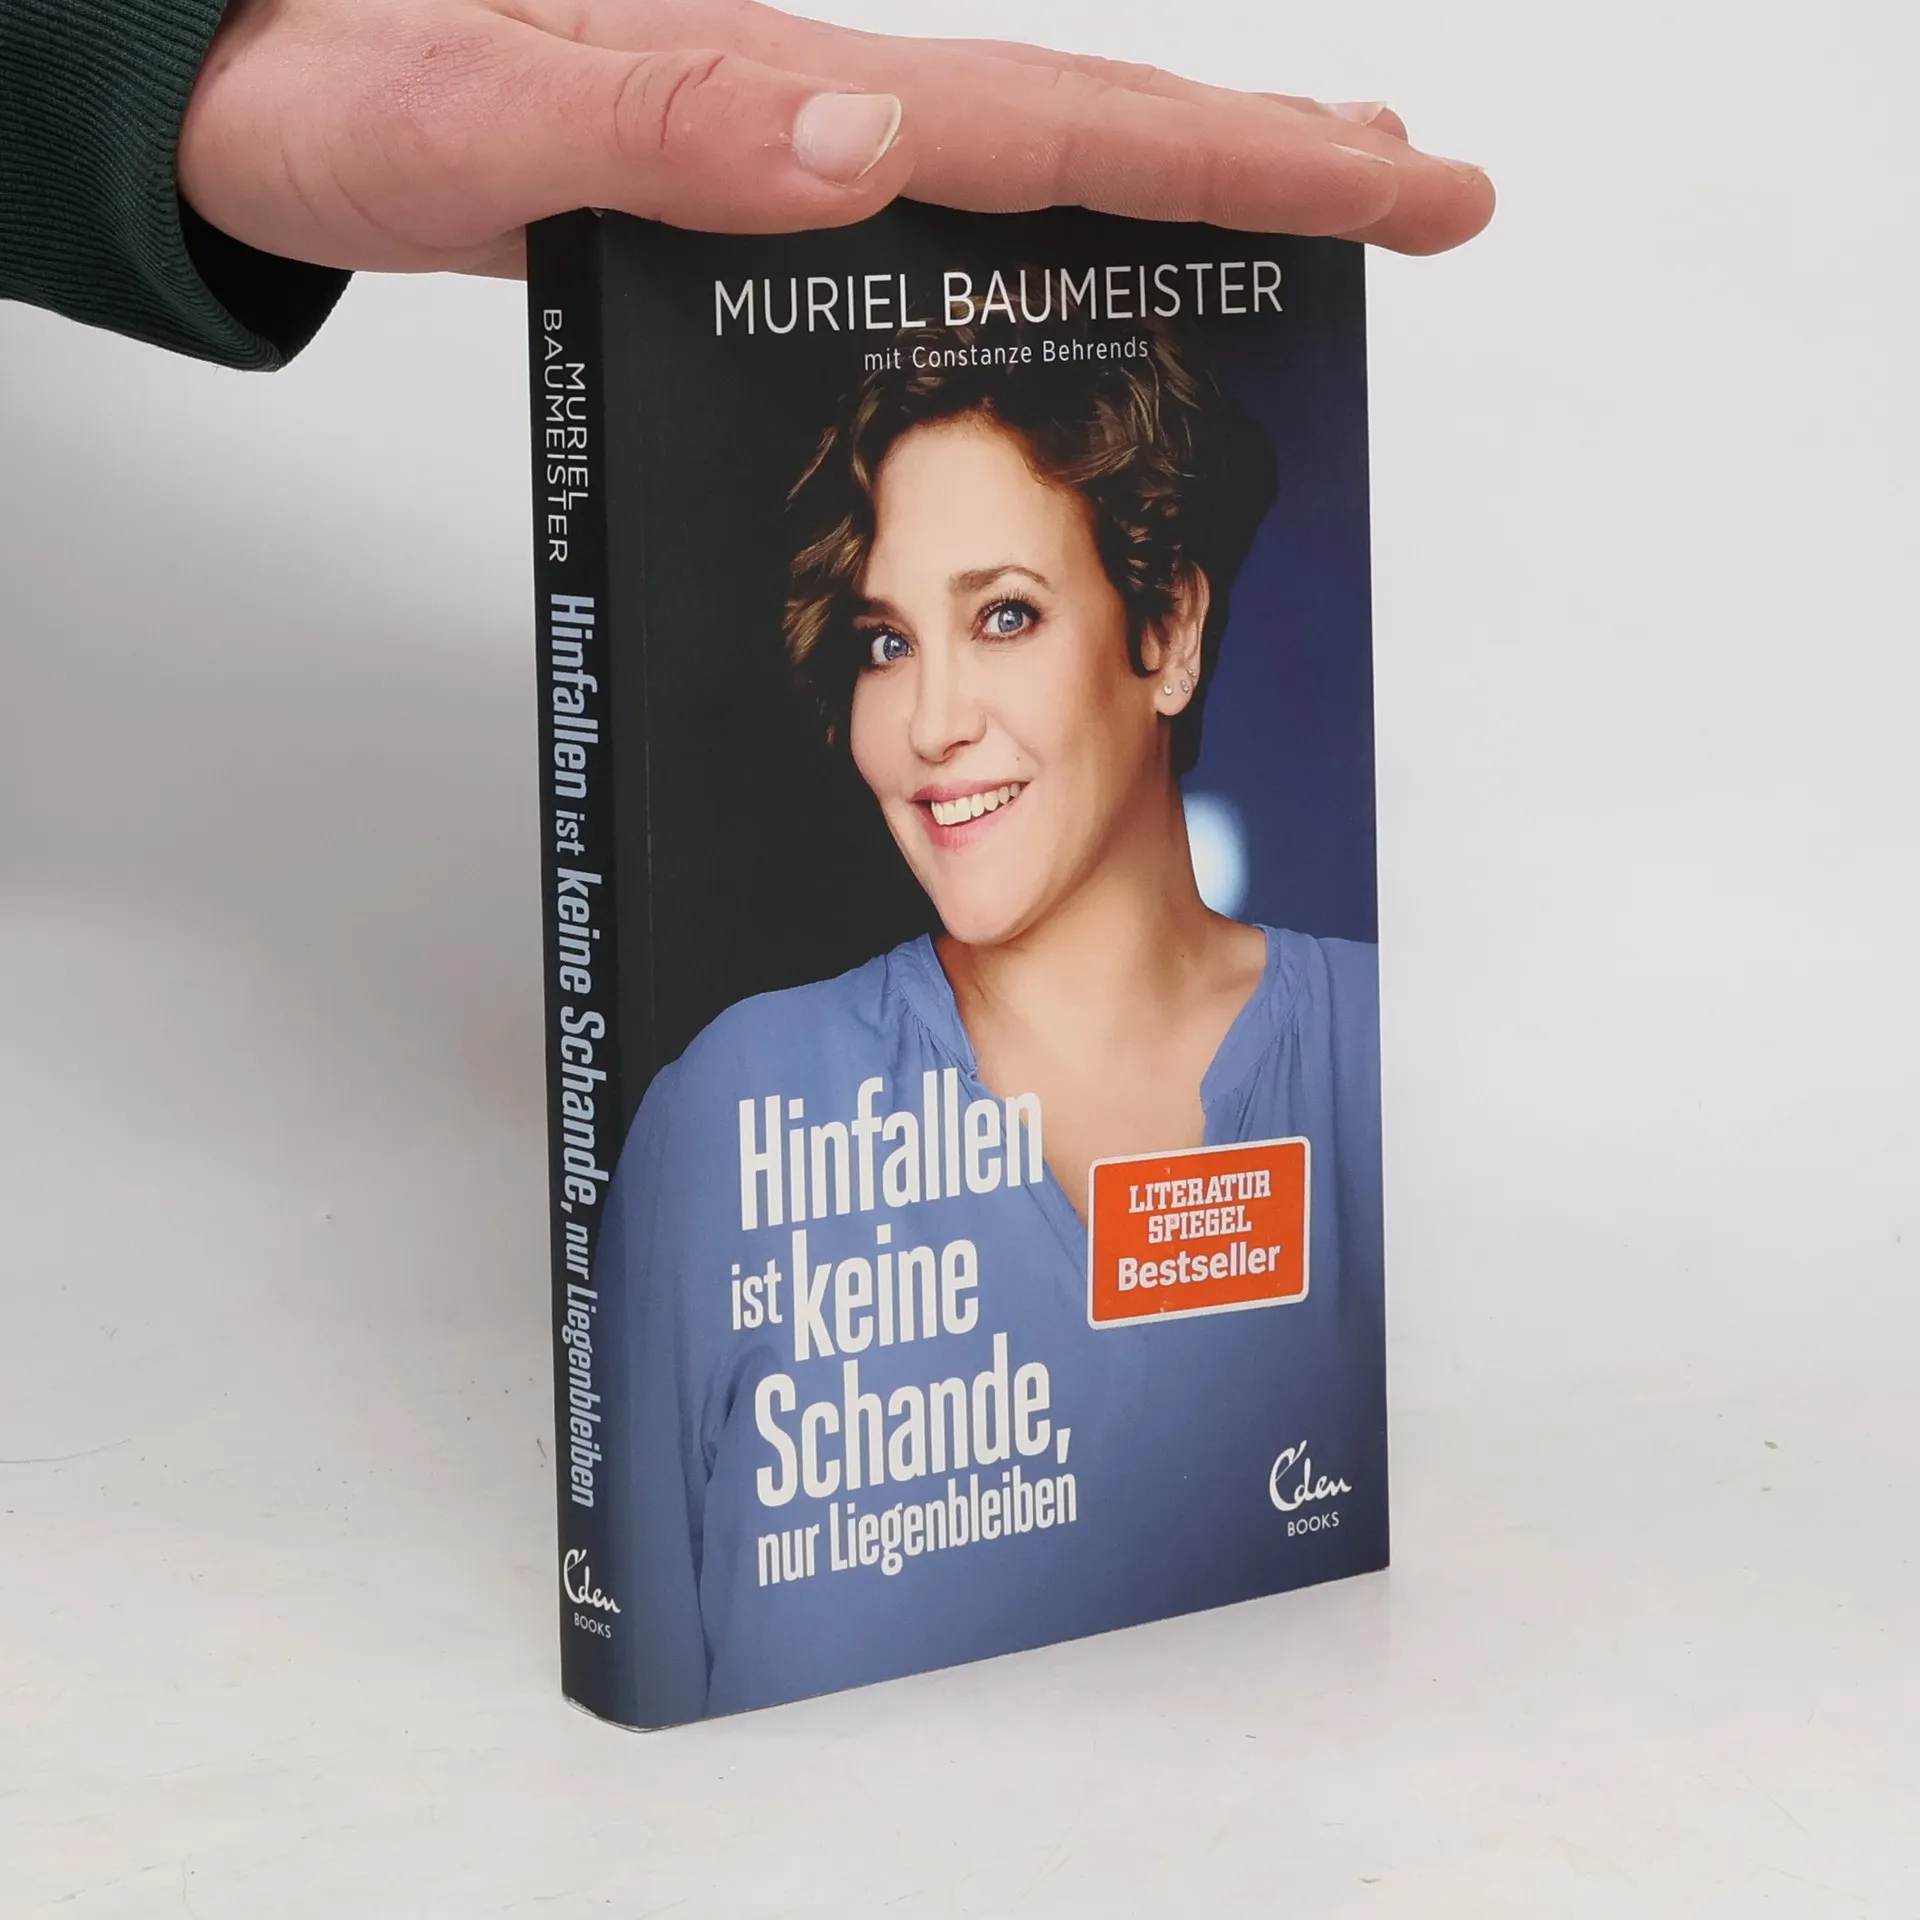 MURIEL BAUMEISTER
mit Constanze Behrends
Hinfallen
ist keine
Schande,
nur Liegenbleiben
LITERATUR
SPIEGEL
Bestseller
Eden
BOOKS
MURIEL
BAUMEISTER
Hinfallen ist keine Schande, nur Liegenbleiben
Eden
BOOKS